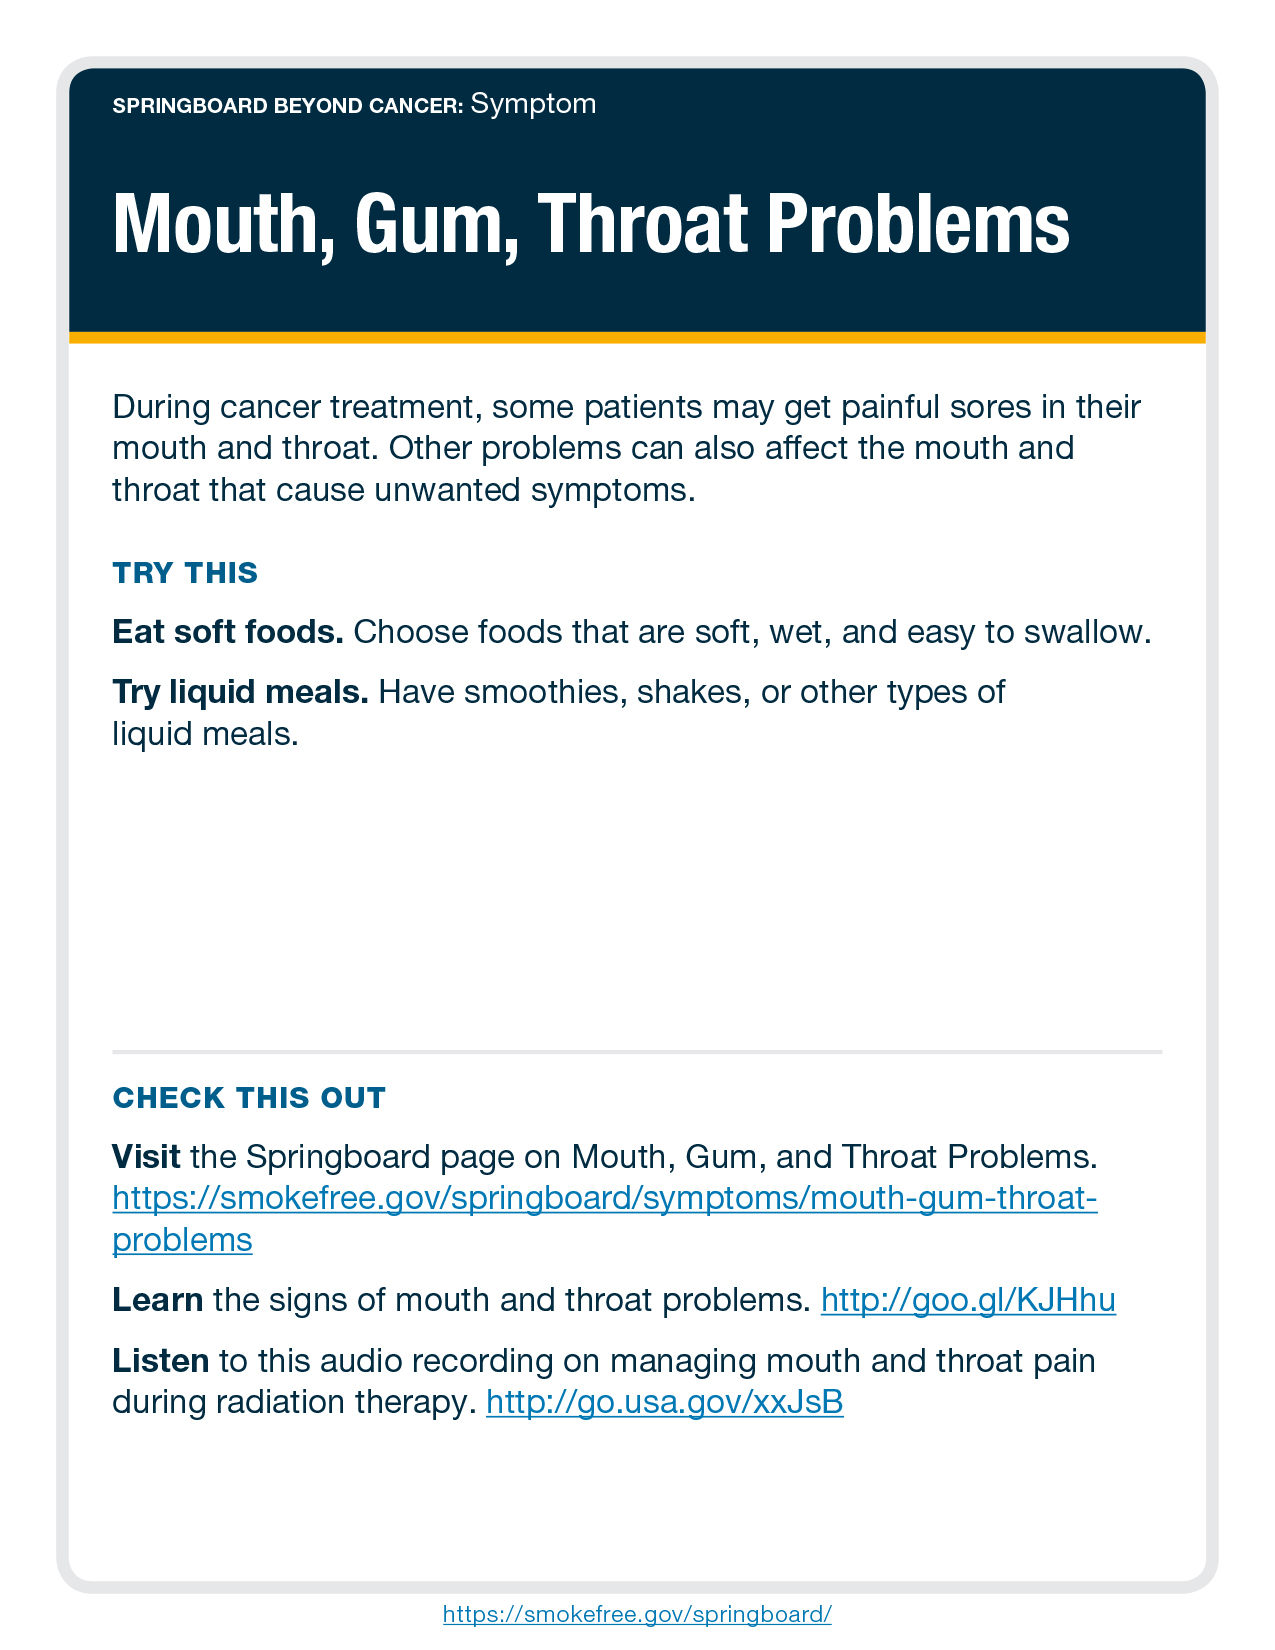 SPRINGBOARD BEYOND CANCER: Symptom
Mouth, Gum, Throat Problems
During cancer treatment, some patients may get painful sores in their
mouth and throat. Other problems can also affect the mouth and
throat that cause unwanted symptoms.
TRY THIS
Eat soft foods. Choose foods that are soft, wet, and easy to swallow.
Try liquid meals. Have smoothies, shakes, or other types of
liquid meals.
CHECK THIS OUT
Visit the Springboard page on Mouth, Gum, and Throat Problems.
https://smokefree.gov/springboard/symptoms/mouth-gum-throat-
problems
Learn the signs of mouth and throat problems. http://goo.gl/KJHhu
Listen to this audio recording on managing mouth and throat pain
during radiation therapy. http://go.usa.gov/xxJsB
https://smokefree.gov/springboard/